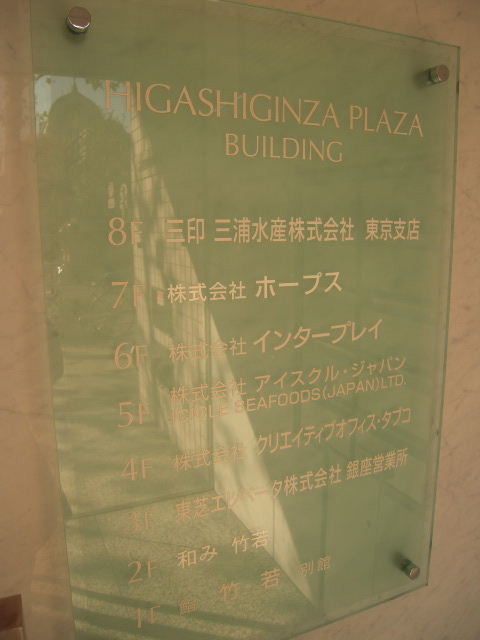 HIGASHIGINZA PLAZA
BUILDING
8F 三印 三浦水産株式会社 東京支店
7F 株式会社 ホープス
6F 株式会社 インタープレイ
5F 株式会社 アイスクル・ジャパン
ICICLE SEAFOODS(JAPAN)LTD.
4F 株式会社 クリエイティブオフィス・タブコ
3F 東芝エレベータ株式会社 銀座営業所
2F 和み 竹若
1F 鮨 竹若 別館